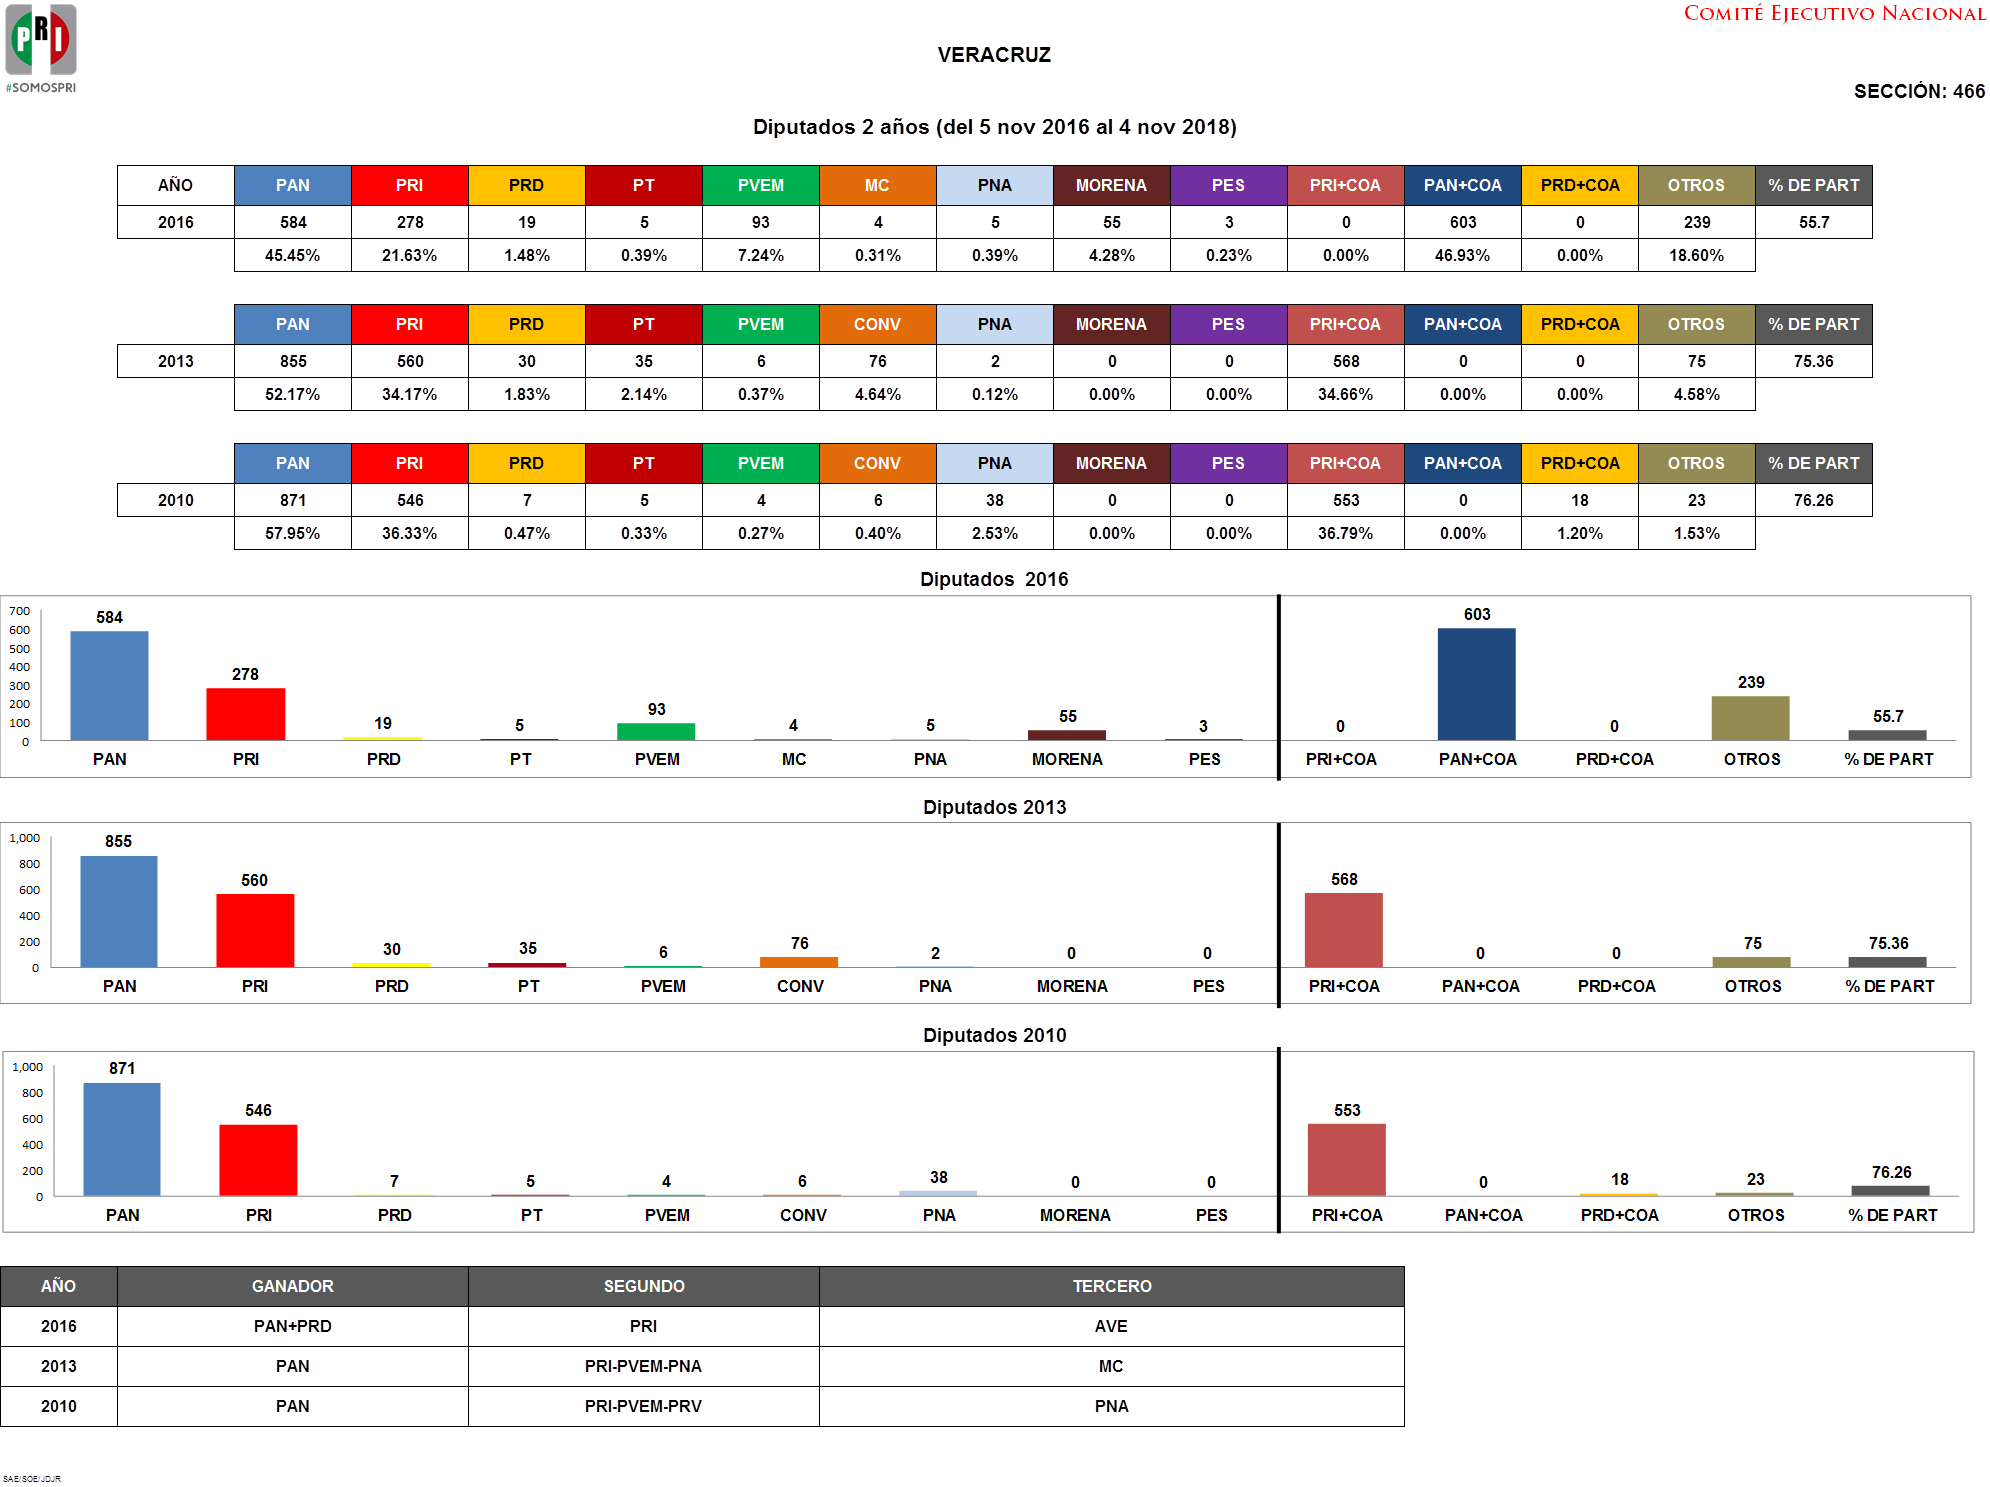 PRI
#SOMOSPRI
COMITÉ EJECUTIVO NACIONAL
VERACRUZ
SECCIÓN: 466
Diputados 2 años (del 5 nov 2016 al 4 nov 2018)
AÑO PAN PRI PRD PT PVEM MC PNA MORENA PES PRI+COA PAN+COA PRD+COA OTROS % DE PART
2016 584 278 19 5 93 4 5 55 3 0 603 0 239 55.7
45.45% 21.63% 1.48% 0.39% 7.24% 0.31% 0.39% 4.28% 0.23% 0.00% 46.93% 0.00% 18.60%
PAN PRI PRD PT PVEM CONV PNA MORENA PES PRI+COA PAN+COA PRD+COA OTROS % DE PART
2013 855 560 30 35 6 76 2 0 0 568 0 0 75 75.36
52.17% 34.17% 1.83% 2.14% 0.37% 4.64% 0.12% 0.00% 0.00% 34.66% 0.00% 0.00% 4.58%
PAN PRI PRD PT PVEM CONV PNA MORENA PES PRI+COA PAN+COA PRD+COA OTROS % DE PART
2010 871 546 7 5 4 6 38 0 0 553 0 18 23 76.26
57.95% 36.33% 0.47% 0.33% 0.27% 0.40% 2.53% 0.00% 0.00% 36.79% 0.00% 1.20% 1.53%
Diputados 2016
700
600
500
400
300
200
100
0
584 278 19 5 93 4 5 55 3 0 603 0 239 55.7
PAN PRI PRD PT PVEM MC PNA MORENA PES PRI+COA PAN+COA PRD+COA OTROS % DE PART
Diputados 2013
1,000
800
600
400
200
0
855 560 30 35 6 76 2 0 0 568 0 0 75 75.36
PAN PRI PRD PT PVEM CONV PNA MORENA PES PRI+COA PAN+COA PRD+COA OTROS % DE PART
Diputados 2010
1,000
800
600
400
200
0
871 546 7 5 4 6 38 0 0 553 0 18 23 76.26
PAN PRI PRD PT PVEM CONV PNA MORENA PES PRI+COA PAN+COA PRD+COA OTROS % DE PART
AÑO GANADOR SEGUNDO TERCERO
2016 PAN+PRD PRI AVE
2013 PAN PRI-PVEM-PNA MC
2010 PAN PRI-PVEM-PRV PNA
SAE/SOE/JDJR